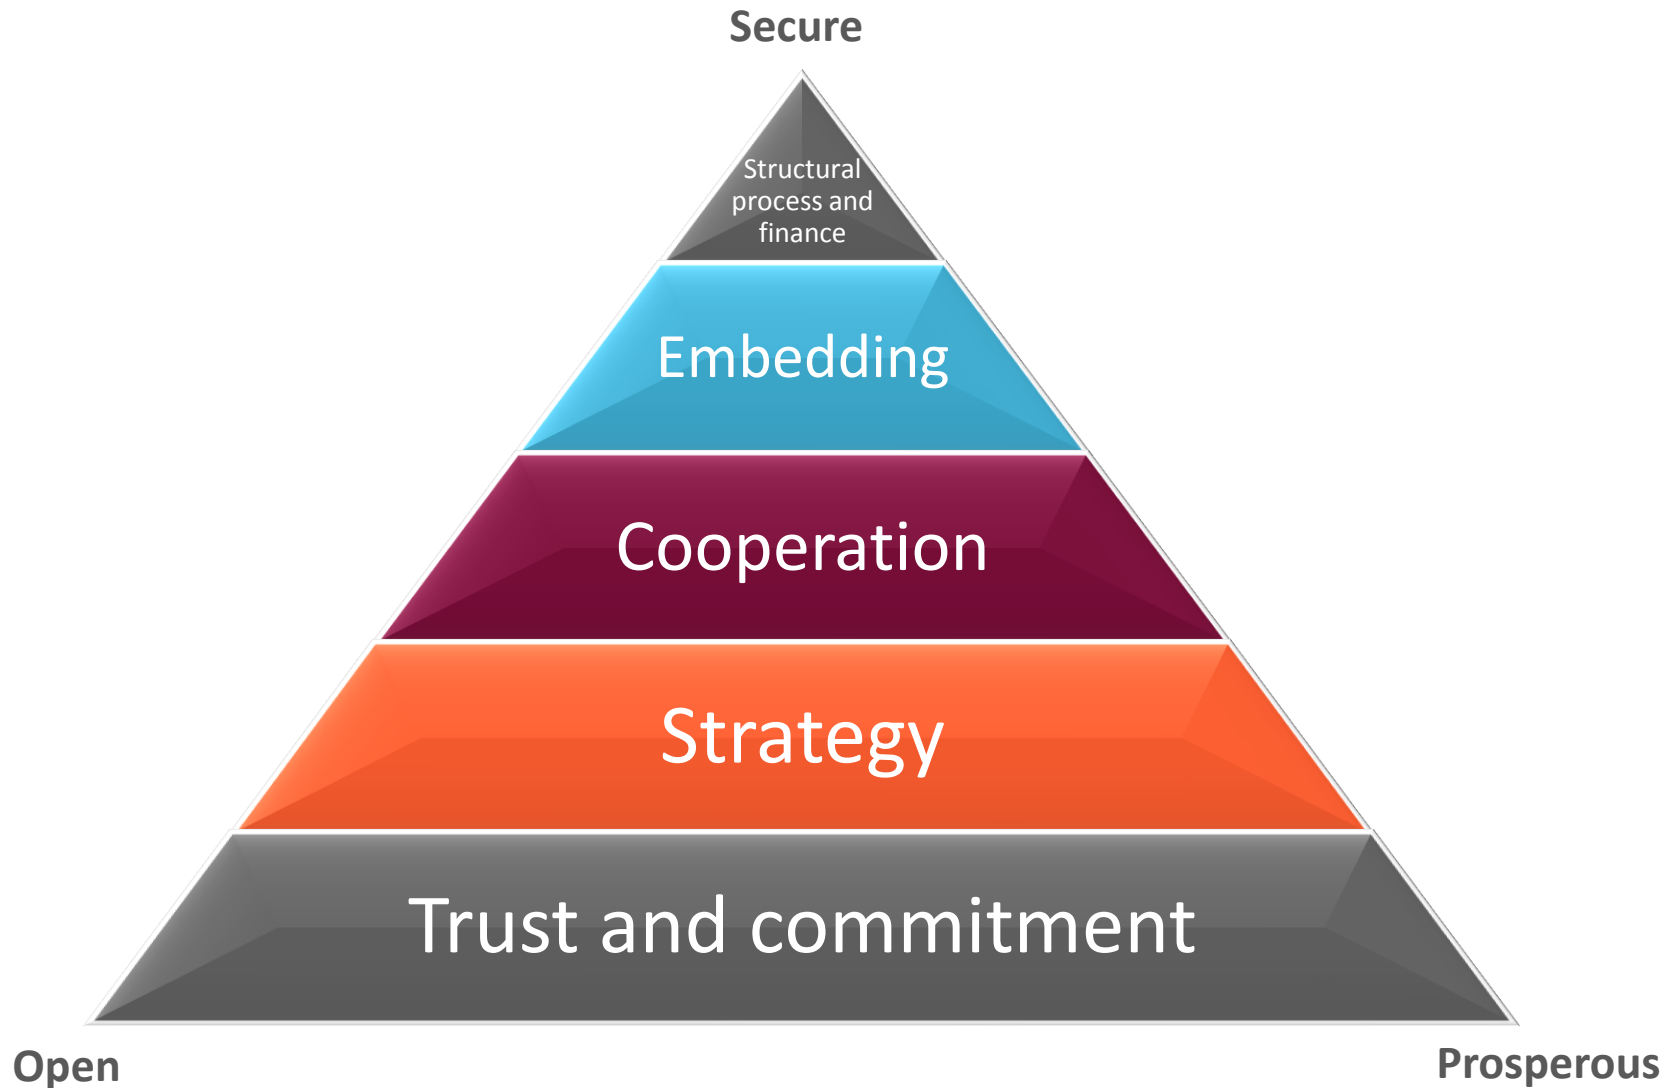 Secure
Structural
process and
finance
Embedding
Cooperation
Strategy
Trust and commitment
Open
Prosperous